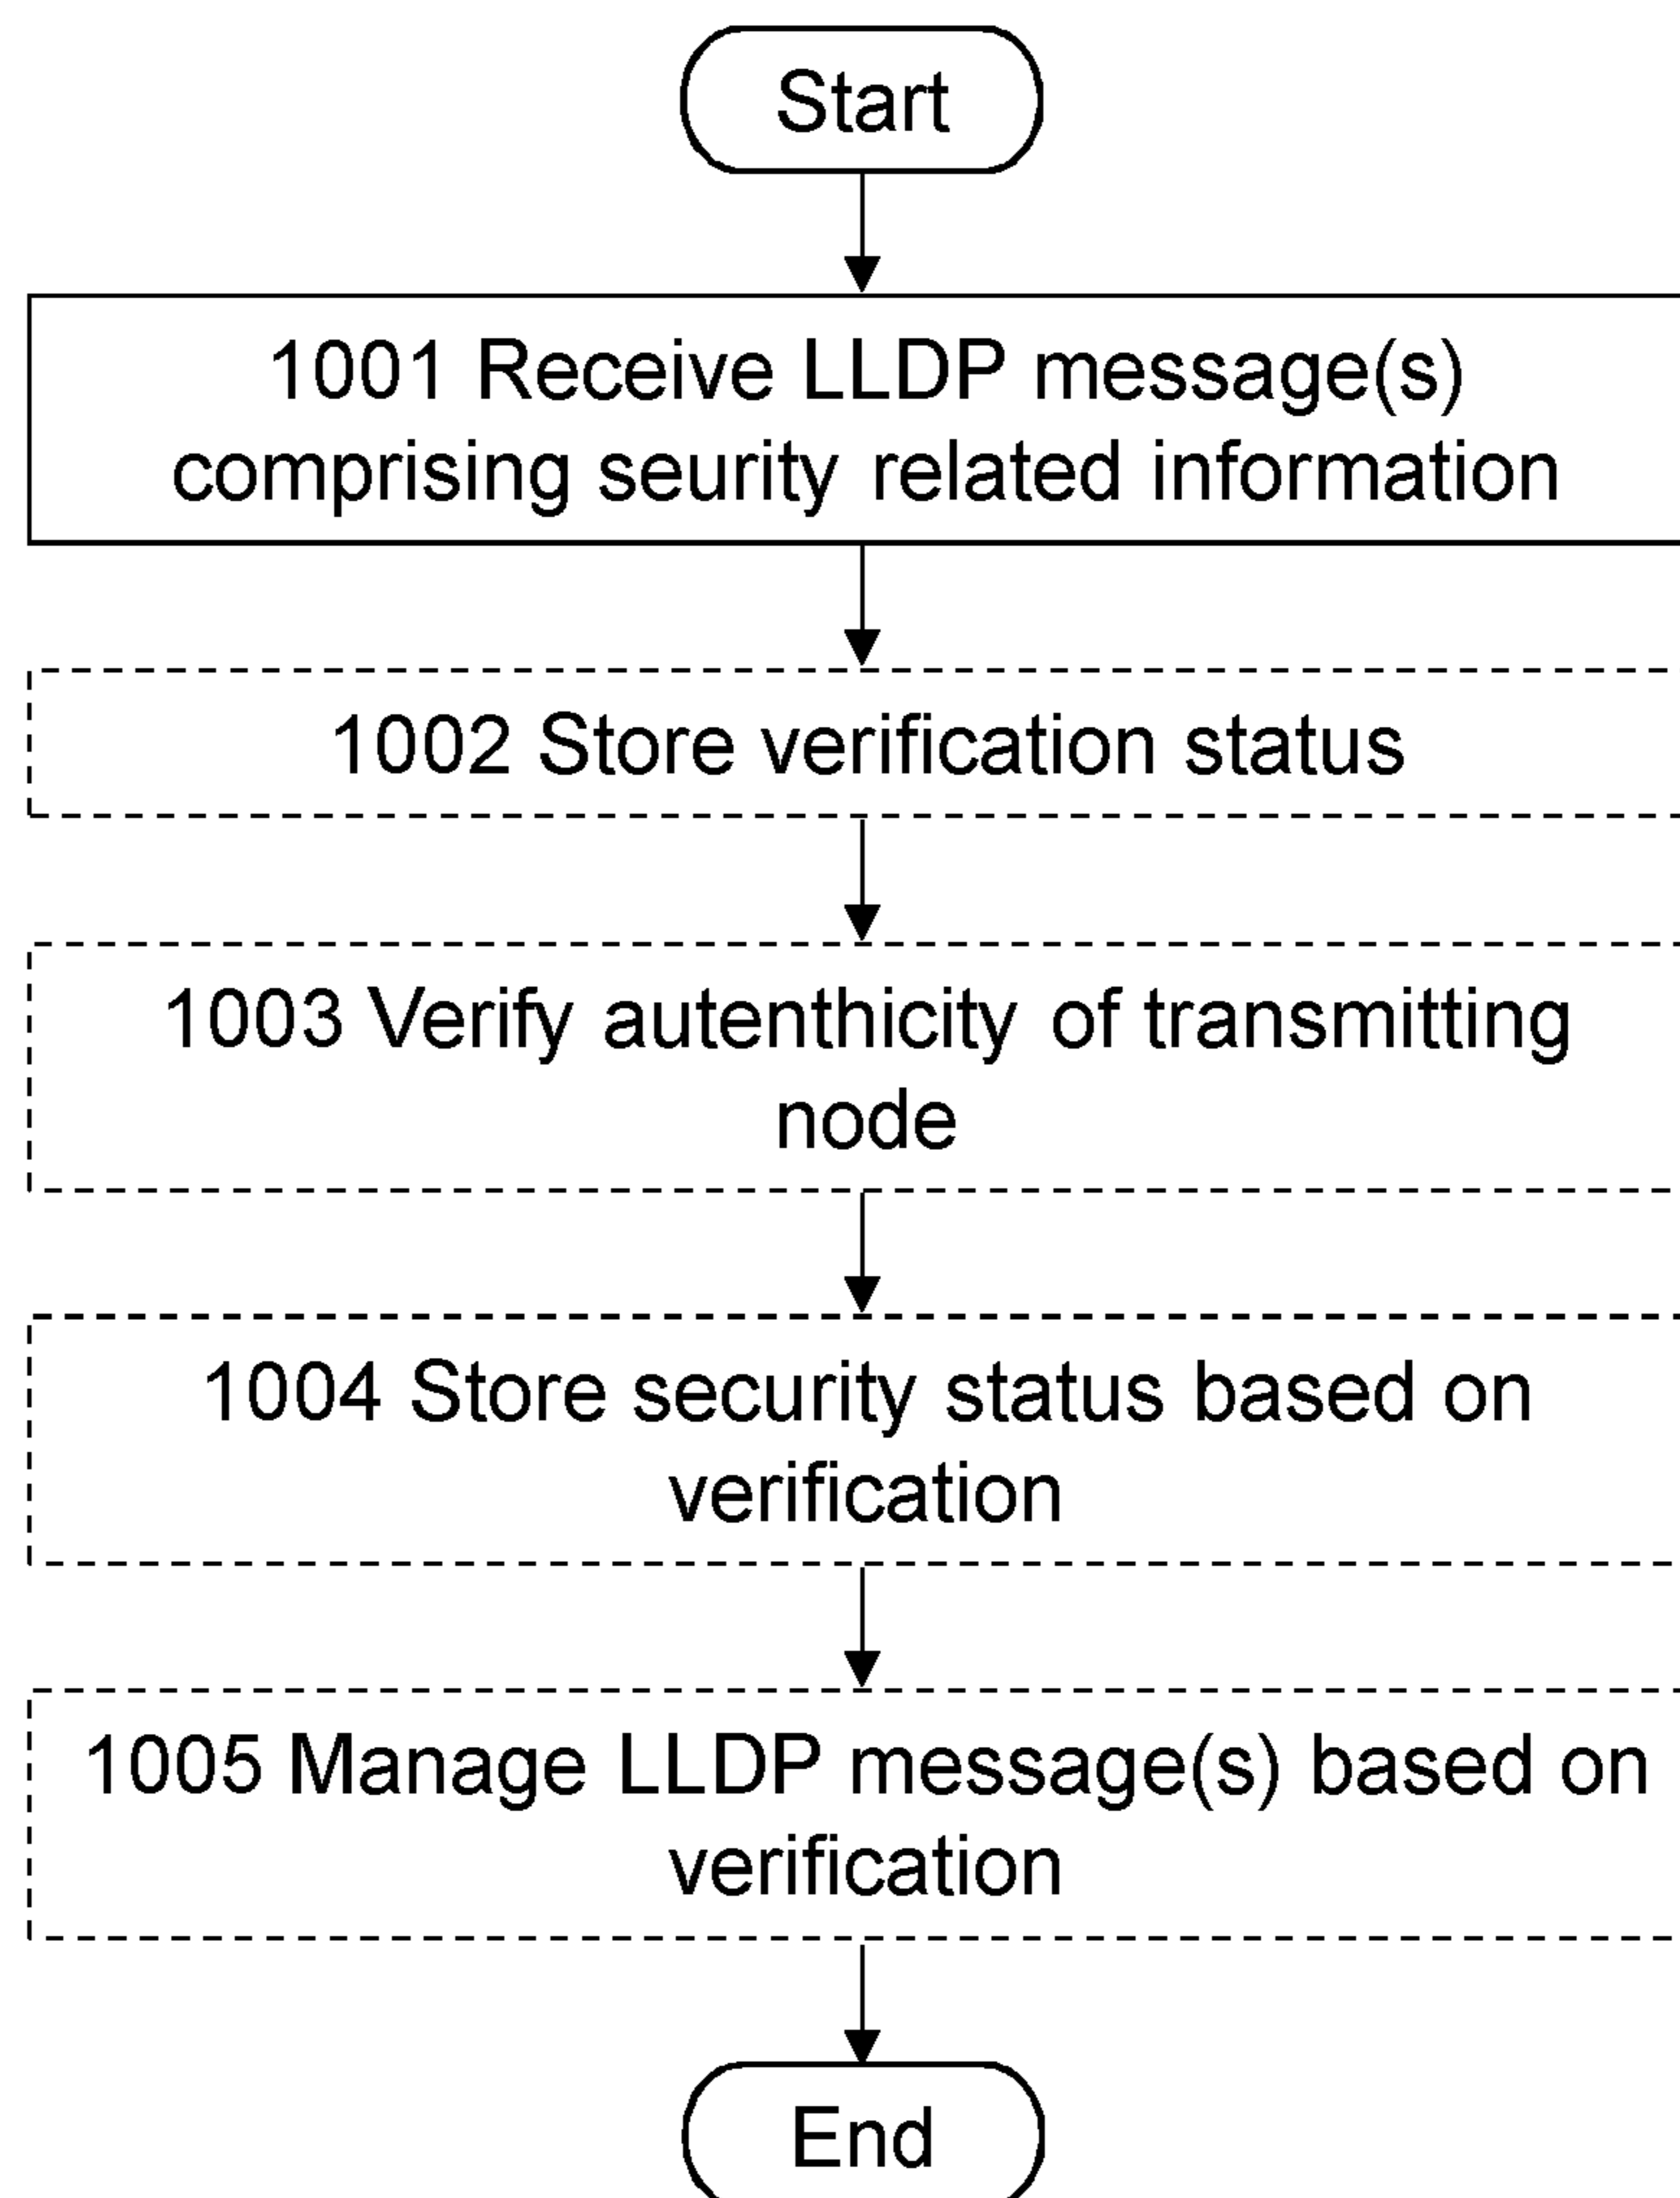 Start
1001 Receive LLDP message(s)
comprising seurity related information
1002 Store verification status
1003 Verify autenthicity of transmitting
node
1004 Store security status based on
verification
1005 Manage LLDP message(s) based on
verification
End